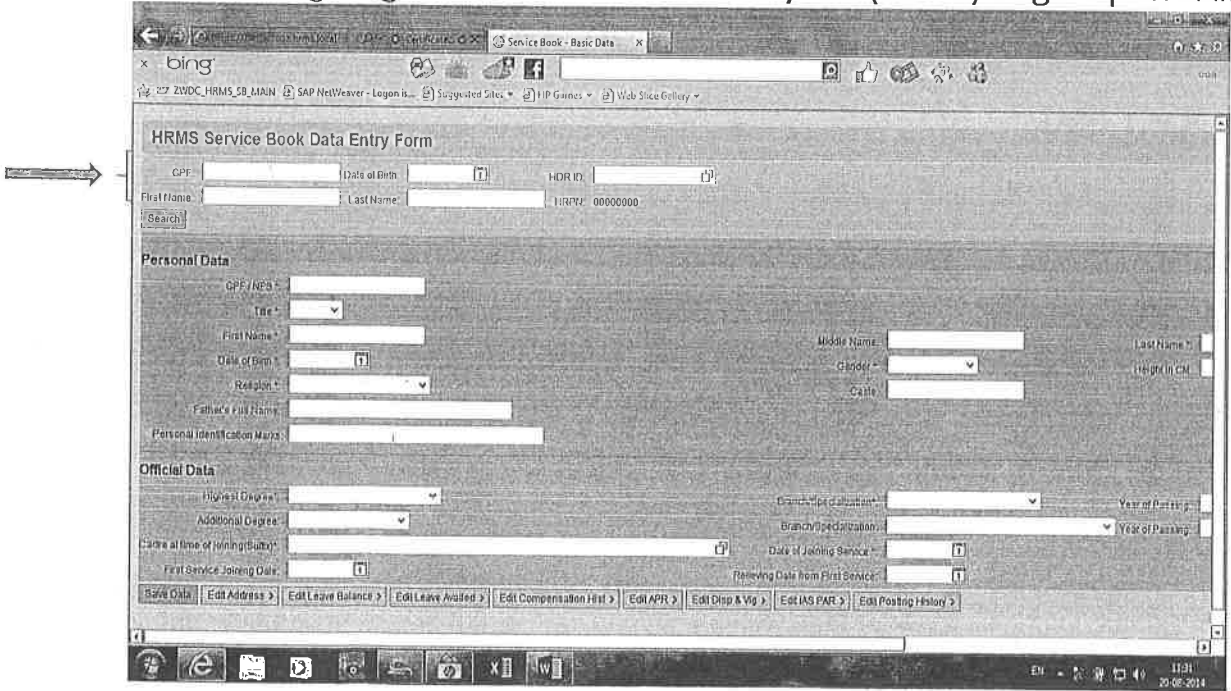 Service Book - Basic Data
x bing
ZWDC_HRMS_SB_MAIN SAP NetWeaver - Logon is... Suggested Sites HP Games Web Slice Gallery
HRMS Service Book Data Entry Form
GPF: Date of Birth: HDR ID:
First Name: Last Name: HRPN: 00000000
Search
Personal Data
GPF / NPS *:
Title *:
First Name *: Middle Name: Last Name *:
Date of Birth *: Gender *: Height in CM:
Religion *: Caste:
Father's Full Name:
Personal Identification Marks:
Official Data
Highest Degree*: Branch/Specialization*: Year of Passing:
Additional Degree: Branch/Specialization: Year of Passing:
Cadre at time of joining(Suffix)*: Date of Joining Service *:
First Service Joining Date: Relieving Date from First Service:
Save Data Edit Address > Edit Leave Balance > Edit Leave Availed > Edit Compensation Hist > Edit APR > Edit Disp & Vig > Edit IAS PAR > Edit Posting History >
EN 11:31
20-08-2014